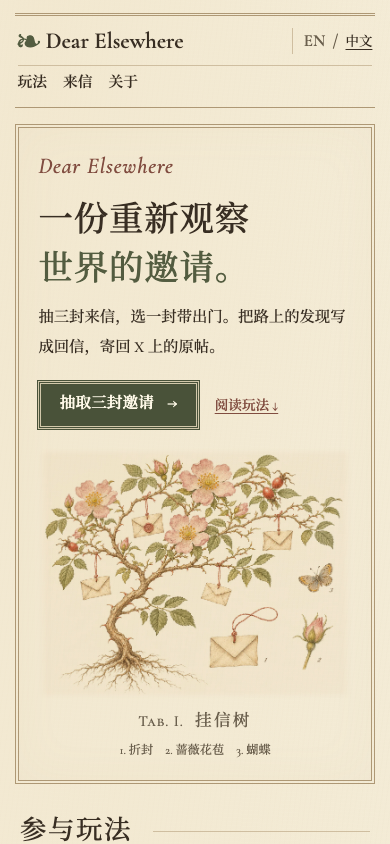 Dear Elsewhere
EN / 中文
玩法 来信 关于
Dear Elsewhere
一份重新观察
世界的邀请。
抽三封来信，选一封带出门。把路上的发现写
成回信，寄回 X 上的原帖。
抽取三封邀请 →
阅读玩法 ↓
3
1
2
TAB. I. 挂信树
1. 折封 2. 蔷薇花苞 3. 蝴蝶
参与玩法